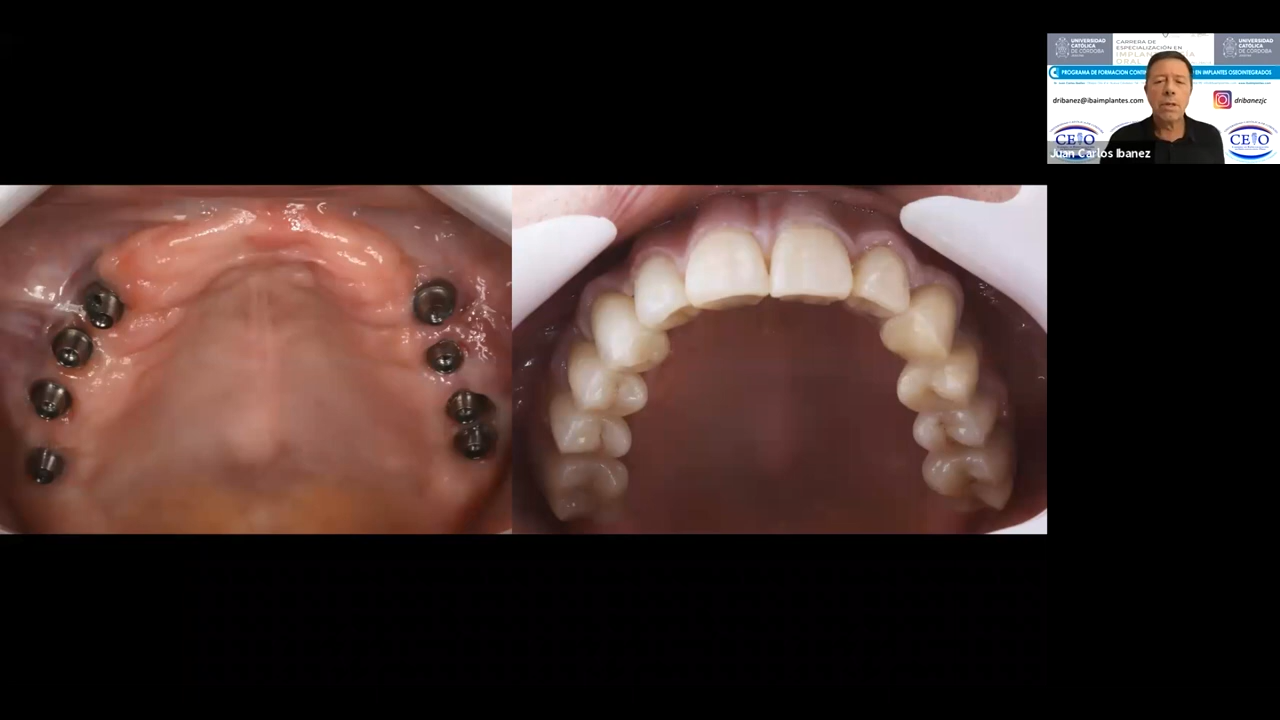 UNIVERSIDAD
CATÓLICA
DE CÓRDOBA
CARRERA DE
ESPECIALIZACIÓN EN
ORAL
UNIVERSIDAD
CATÓLICA
DE CÓRDOBA
PROGRAMA DE FORMACION
EN IMPLANTES OSEOINTEGRADOS
dribanez@ibaimplantes.com
dribanezjc
CEIO
CEIO
Juan Carlos Ibanez